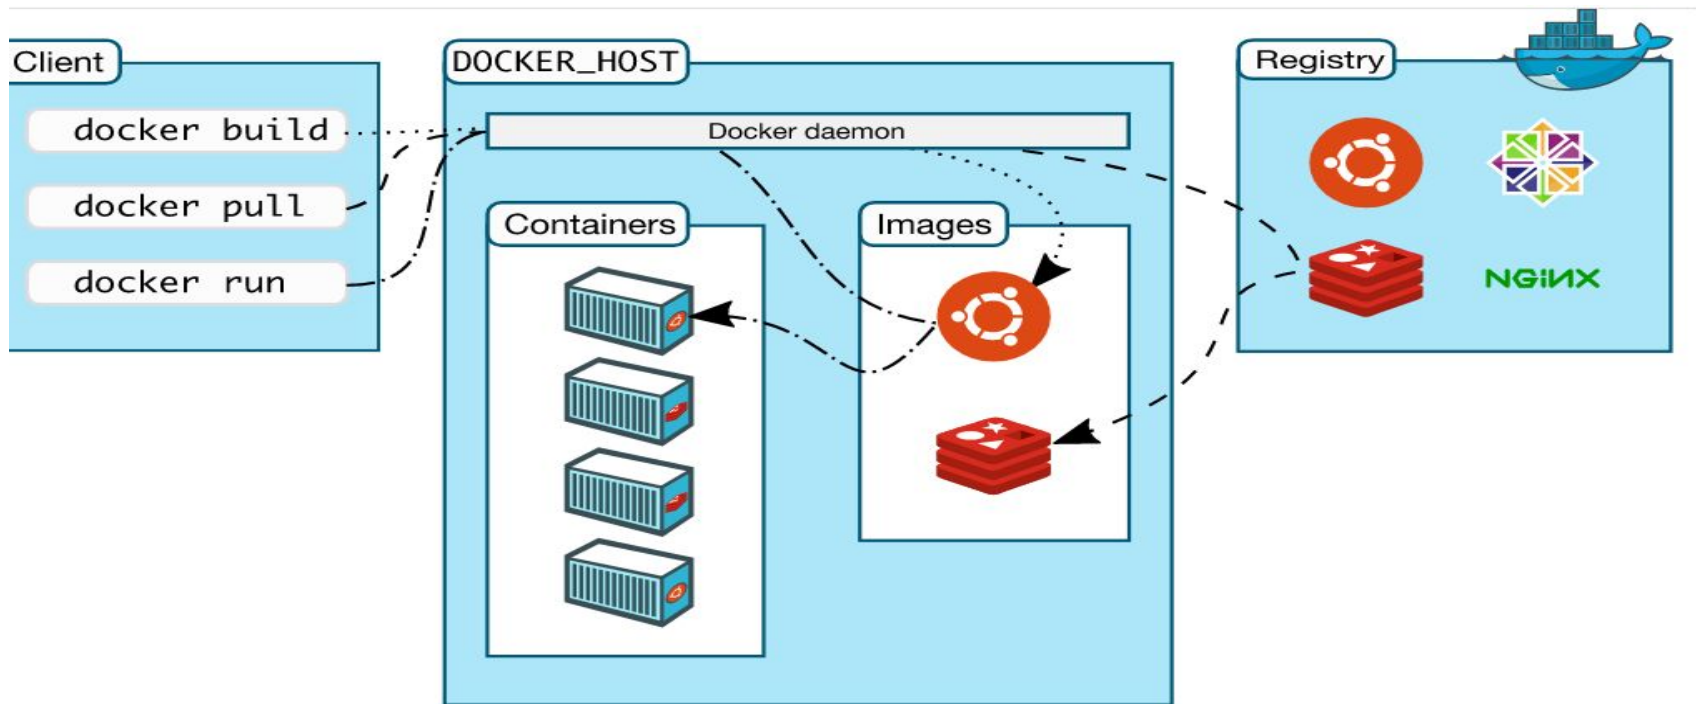 Client
docker build
docker pull
docker run
DOCKER_HOST
Docker daemon
Containers
Images
Registry
NGiNX